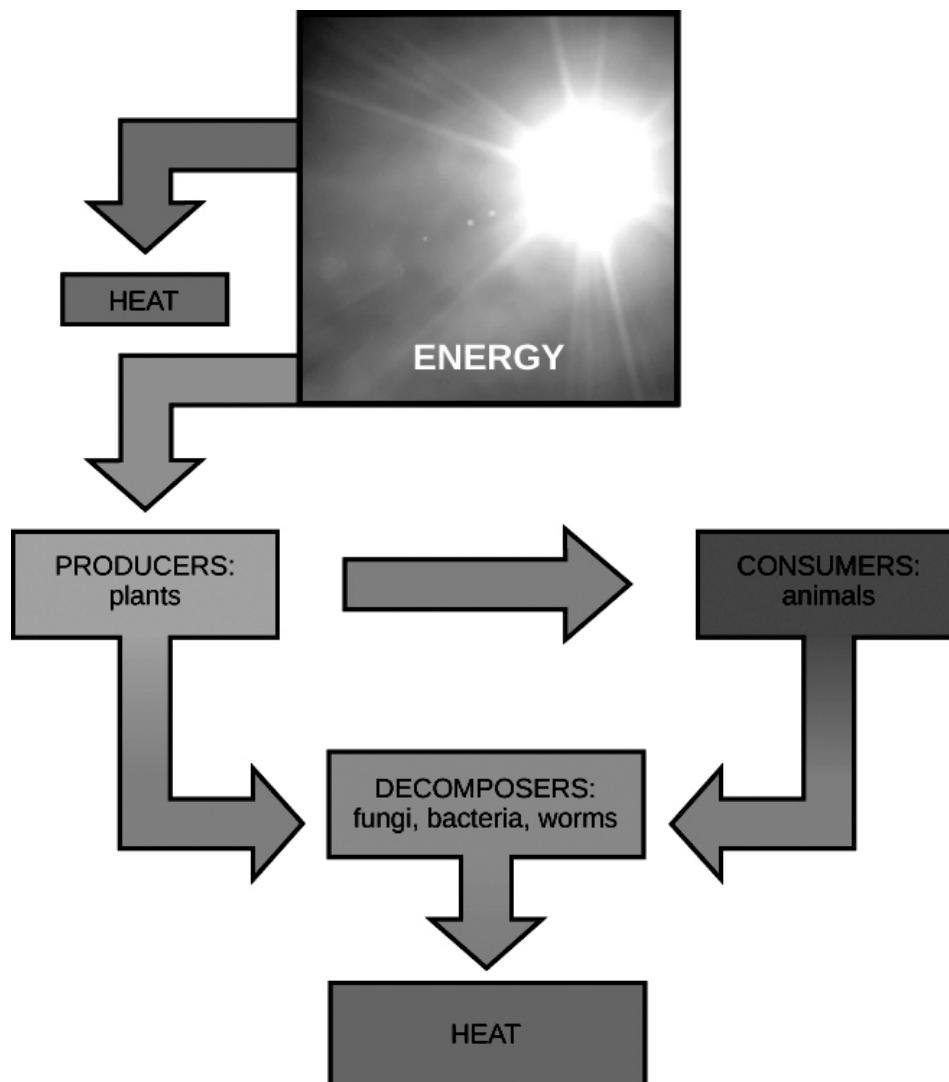 HEAT
ENERGY
PRODUCERS:
plants
CONSUMERS:
animals
DECOMPOSERS:
fungi, bacteria, worms
HEAT